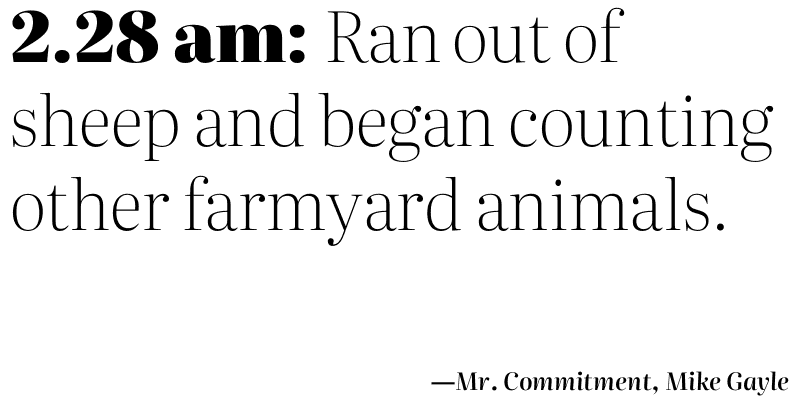 2.28 am: Ran out of
sheep and began counting
other farmyard animals.
—Mr. Commitment, Mike Gayle